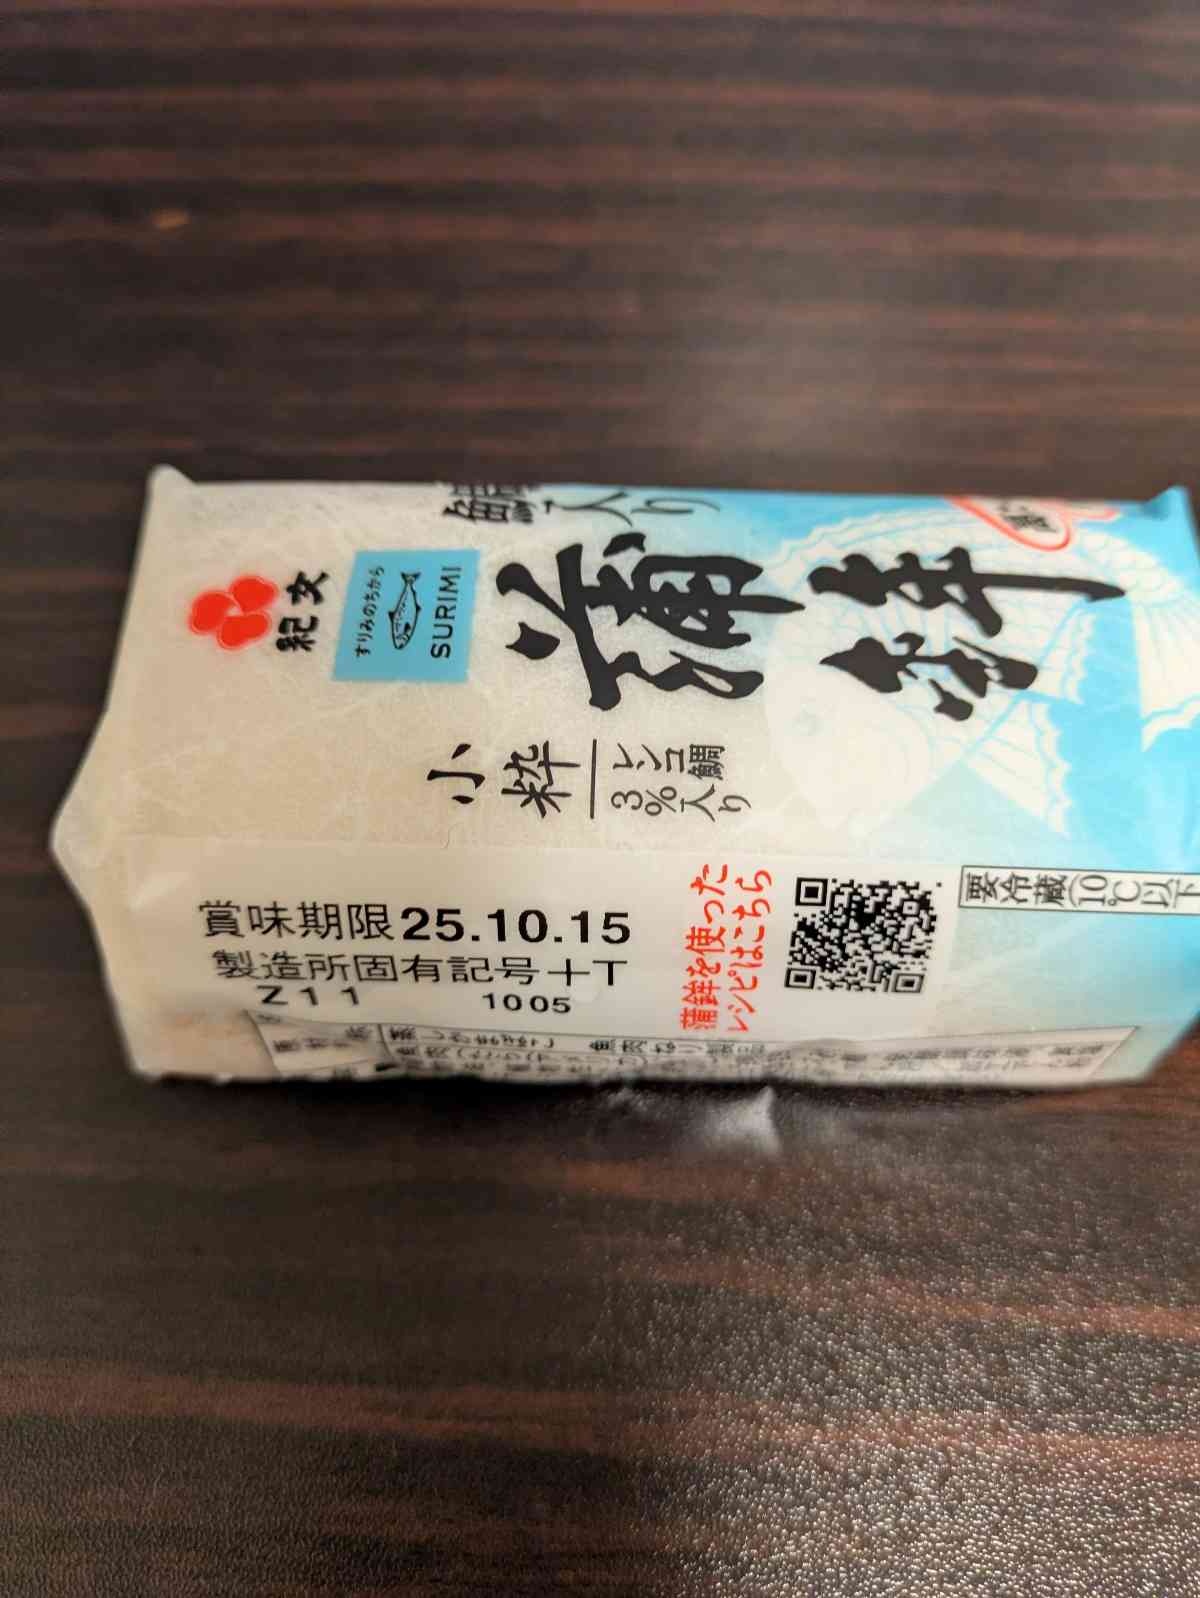 紀文
すりみのちから
SURIMI
鯛入り
蒲鉾
小粋
レンコ鯛
3%入り
賞味期限25.10.15
製造所固有記号+T
Z11 1005
蒲鉾を使った
レシピはこちら
要冷蔵(10℃以下